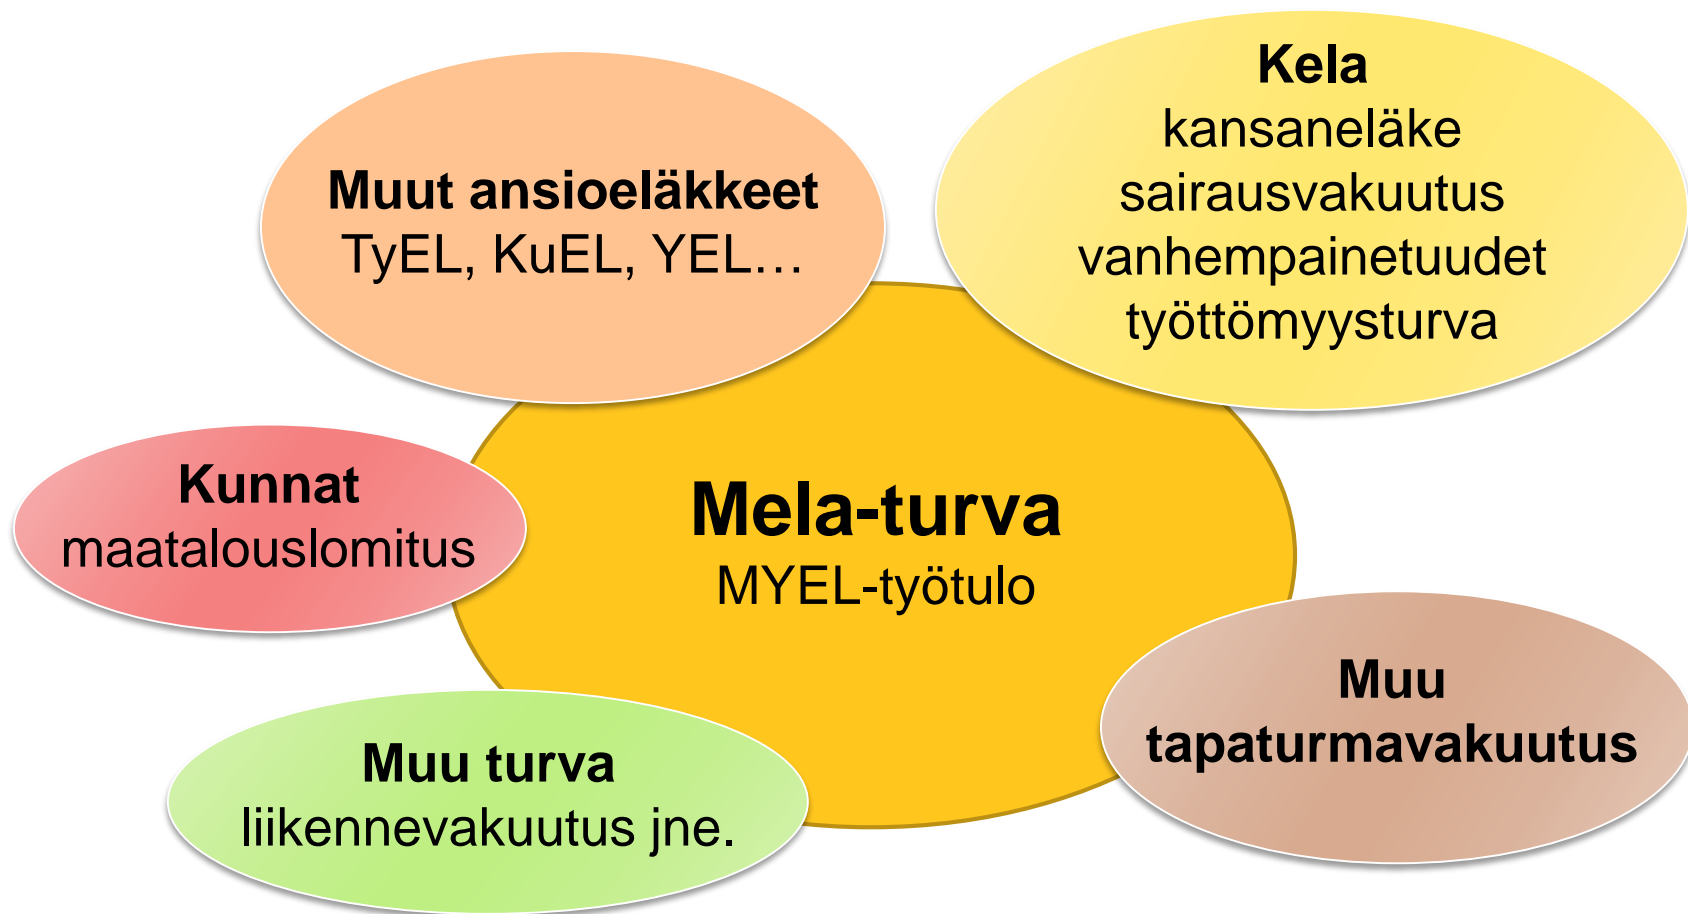 Kela
kansaneläke
sairausvakuutus
vanhempainetuudet
työttömyysturva
Muut ansioeläkkeet
TyEL, KuEL, YEL…
Kunnat
maatalouslomitus
Mela-turva
MYEL-työtulo
Muu
tapaturmavakuutus
Muu turva
liikennevakuutus jne.